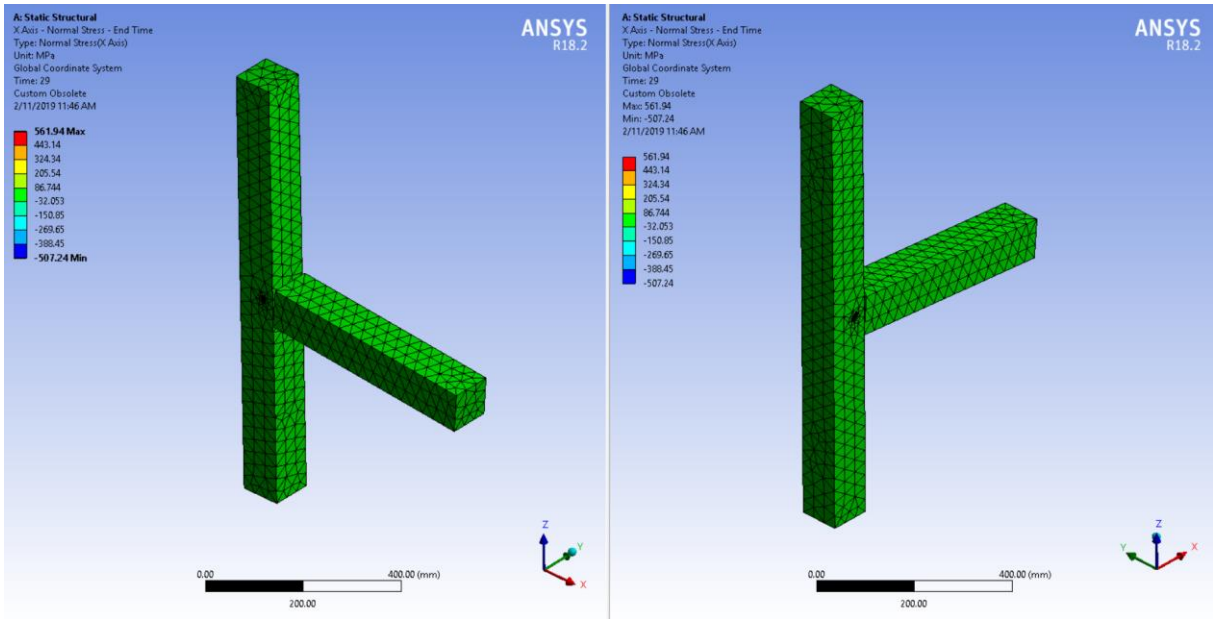 A: Static Structural
X Axis - Normal Stress - End Time
Type: Normal Stress(X Axis)
Unit: MPa
Global Coordinate System
Time: 29
Custom Obsolete
2/11/2019 11:46 AM
561.94 Max
443.14
324.34
205.54
86.744
-32.053
-150.85
-269.65
-388.45
-507.24 Min
ANSYS
R18.2
Z
Y
X
0.00
400.00 (mm)
200.00
A: Static Structural
X Axis - Normal Stress - End Time
Type: Normal Stress(X Axis)
Unit: MPa
Global Coordinate System
Time: 29
Custom Obsolete
Max: 561.94
Min: -507.24
2/11/2019 11:46 AM
561.94
443.14
324.34
205.54
86.744
-32.053
-150.85
-269.65
-388.45
-507.24
ANSYS
R18.2
Z
Y
X
0.00
400.00 (mm)
200.00